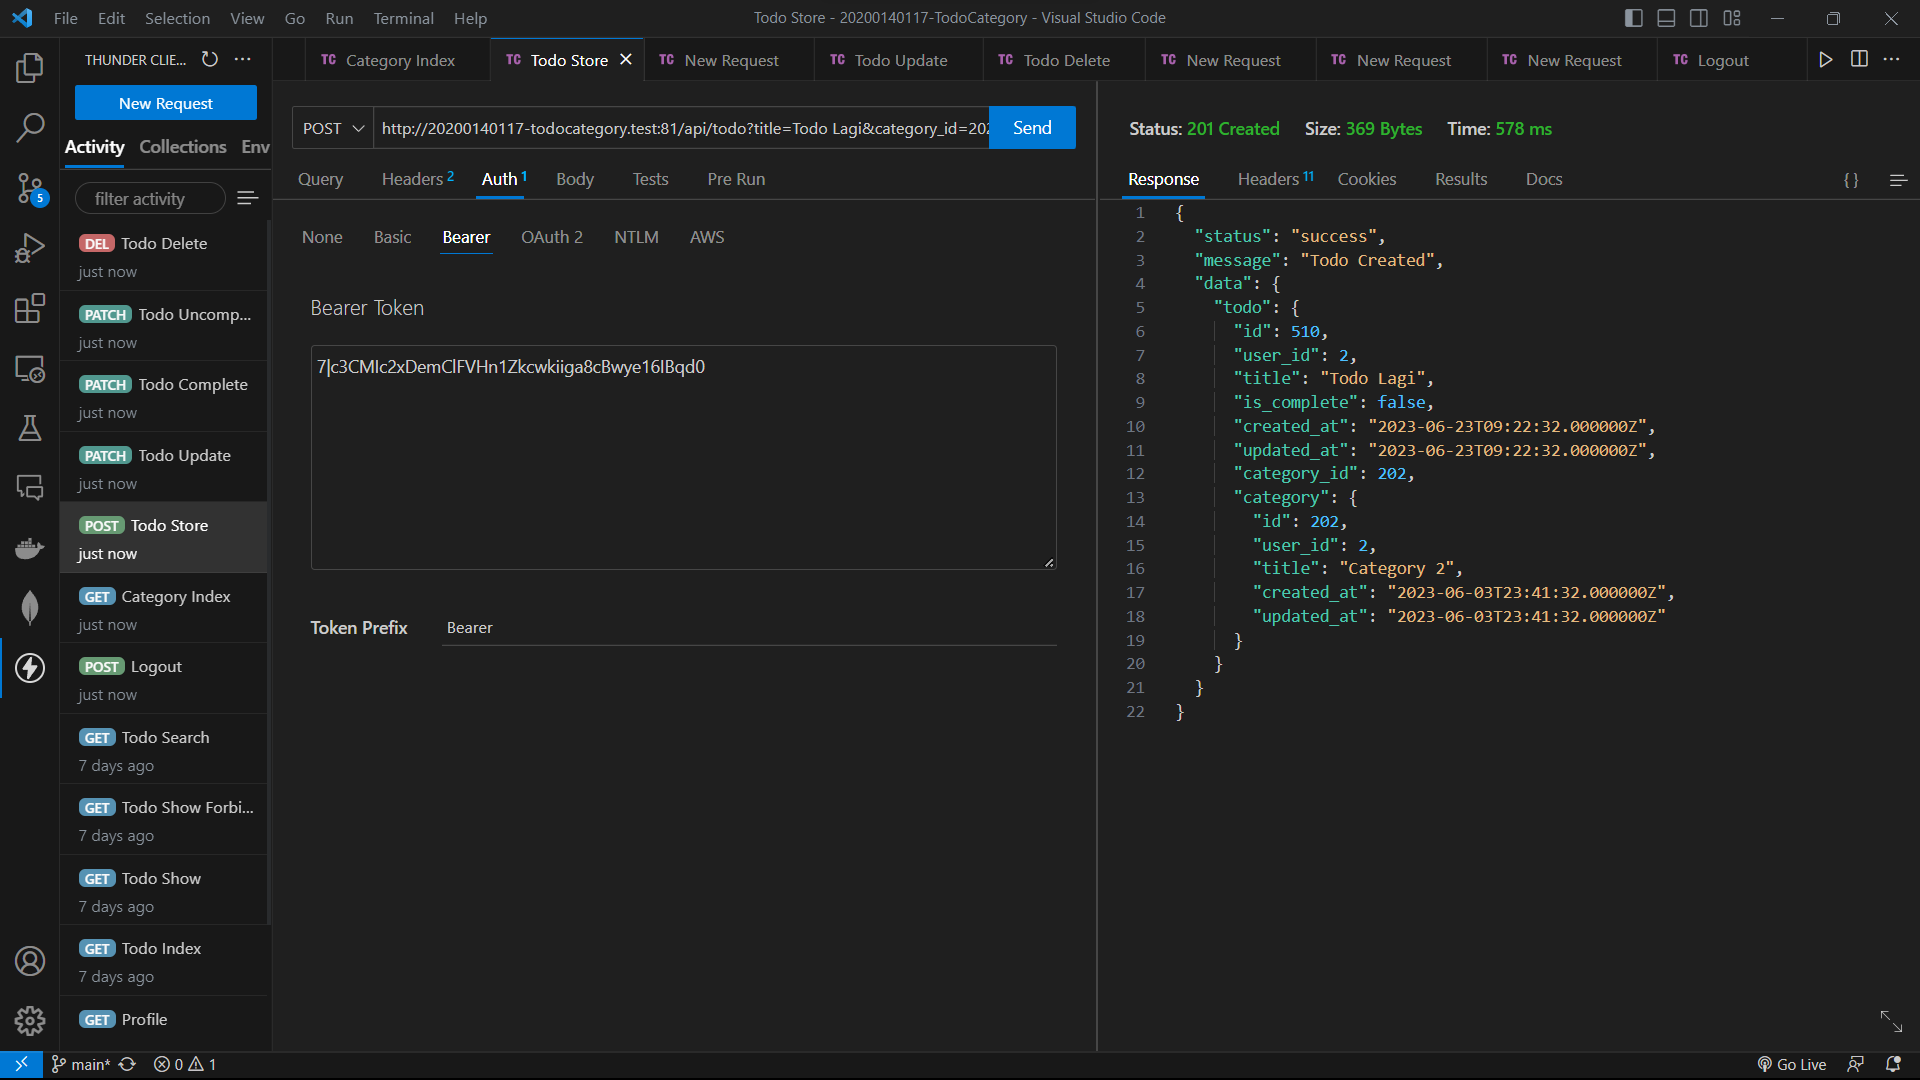 File Edit Selection View Go Run Terminal Help
Todo Store - 20200140117-TodoCategory - Visual Studio Code
THUNDER CLIE...
TC Category Index
TC Todo Store
TC New Request
TC Todo Update
TC Todo Delete
TC New Request
TC New Request
TC New Request
TC Logout
New Request
Activity Collections Env
filter activity
5
DEL Todo Delete
just now
PATCH Todo Uncomp...
just now
PATCH Todo Complete
just now
PATCH Todo Update
just now
POST Todo Store
just now
GET Category Index
just now
POST Logout
just now
GET Todo Search
7 days ago
GET Todo Show Forbi...
7 days ago
GET Todo Show
7 days ago
GET Todo Index
7 days ago
GET Profile
POST http://20200140117-todocategory.test:81/api/todo?title=Todo Lagi&category_id=202 Send
Query Headers 2 Auth 1 Body Tests Pre Run
None Basic Bearer OAuth 2 NTLM AWS
Bearer Token
7|c3CMIc2xDemClFVHn1Zkcwkiiga8cBwye16IBqd0
Token Prefix Bearer
Status: 201 Created Size: 369 Bytes Time: 578 ms
Response Headers 11 Cookies Results Docs { }
1 {
2 "status": "success",
3 "message": "Todo Created",
4 "data": {
5 "todo": {
6 "id": 510,
7 "user_id": 2,
8 "title": "Todo Lagi",
9 "is_complete": false,
10 "created_at": "2023-06-23T09:22:32.000000Z",
11 "updated_at": "2023-06-23T09:22:32.000000Z",
12 "category_id": 202,
13 "category": {
14 "id": 202,
15 "user_id": 2,
16 "title": "Category 2",
17 "created_at": "2023-06-03T23:41:32.000000Z",
18 "updated_at": "2023-06-03T23:41:32.000000Z"
19 }
20 }
21 }
22 }
main* 0 1
Go Live